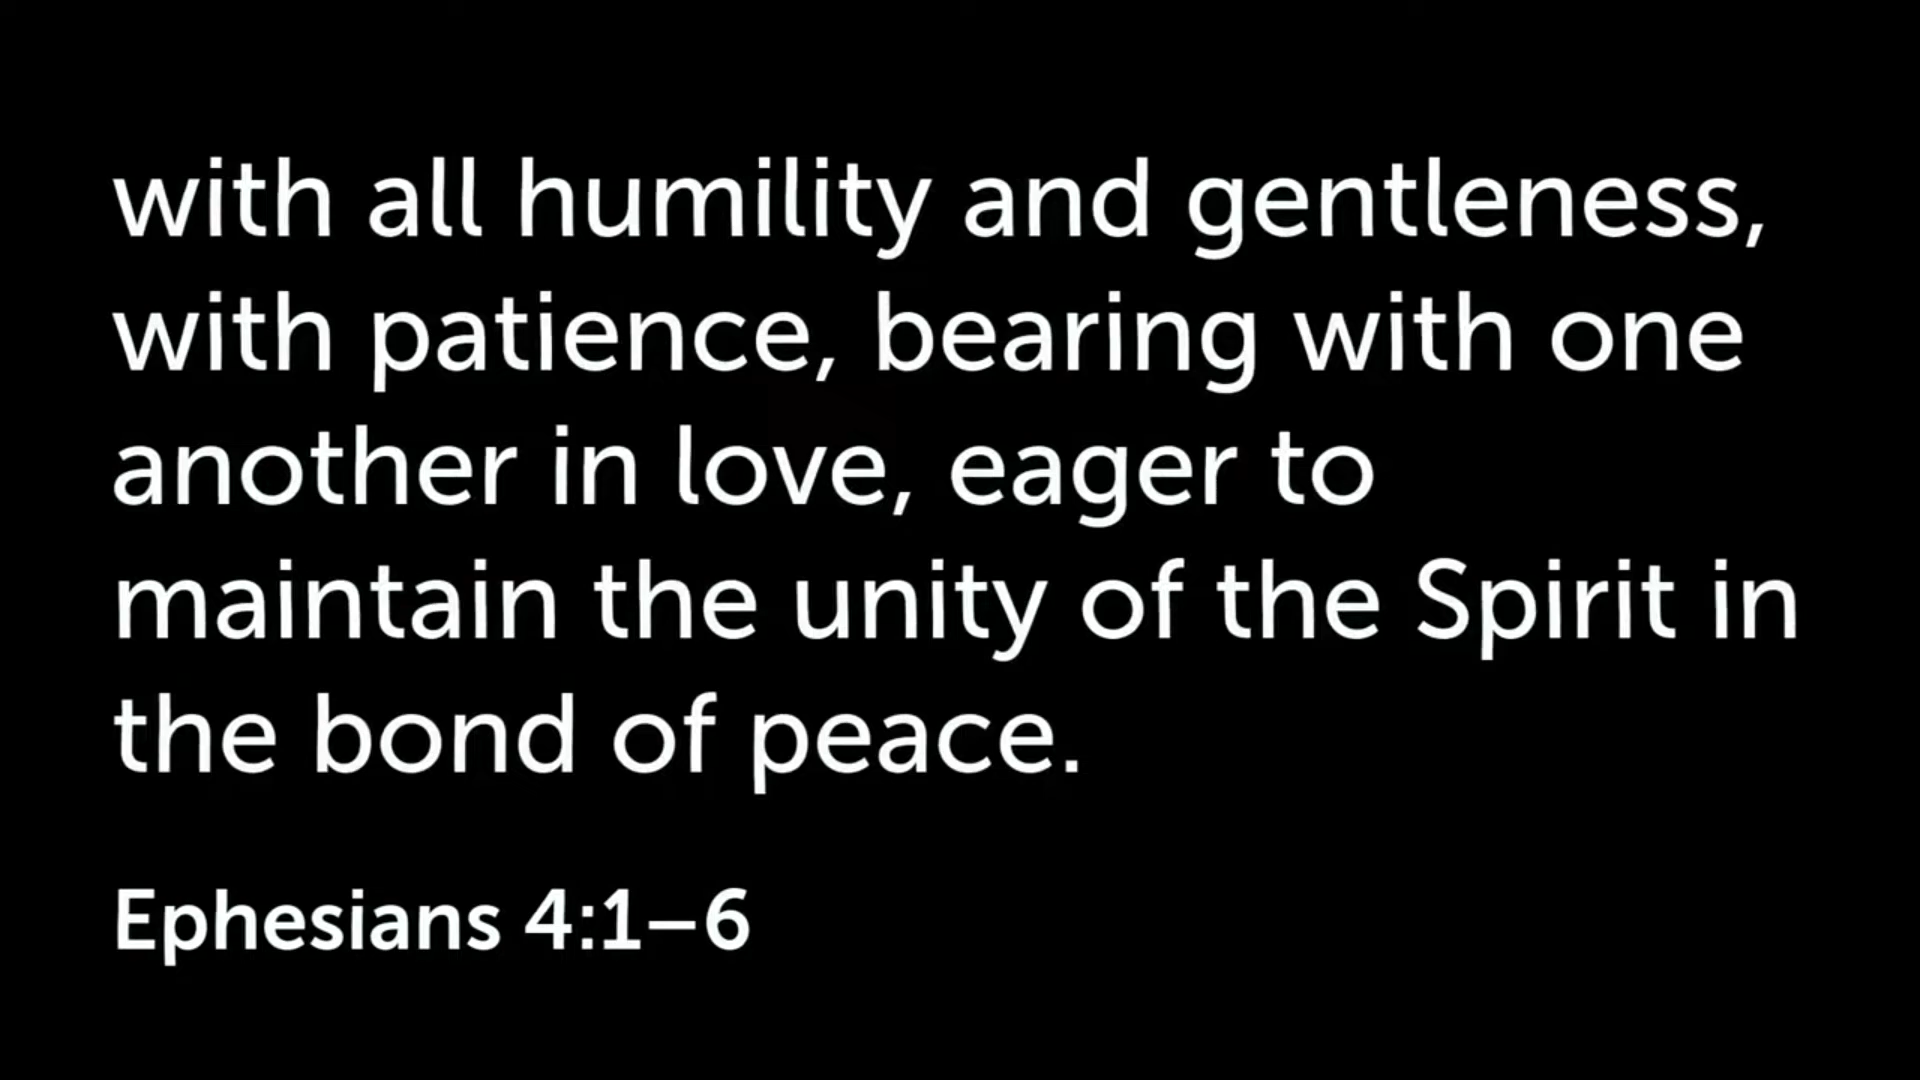 with all humility and gentleness,
with patience, bearing with one
another in love, eager to
maintain the unity of the Spirit in
the bond of peace.
Ephesians 4:1–6